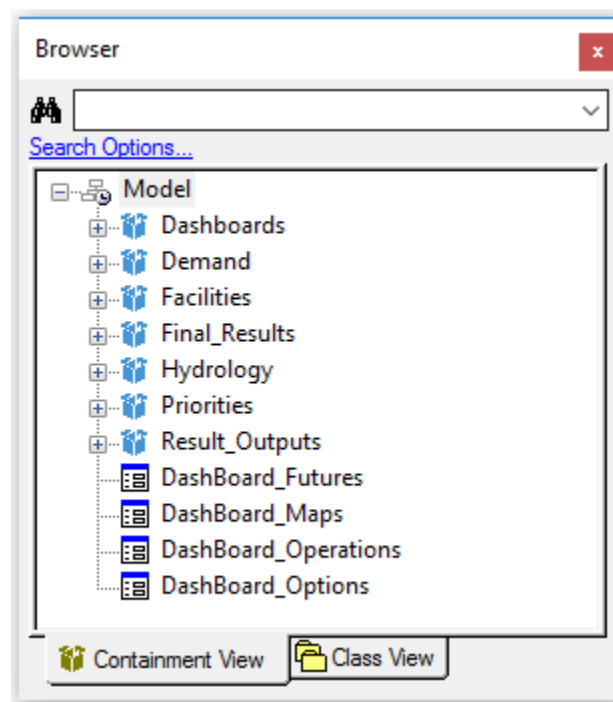 Browser
x
Search Options...
Model
Dashboards
Demand
Facilities
Final_Results
Hydrology
Priorities
Result_Outputs
DashBoard_Futures
DashBoard_Maps
DashBoard_Operations
DashBoard_Options
Containment View Class View